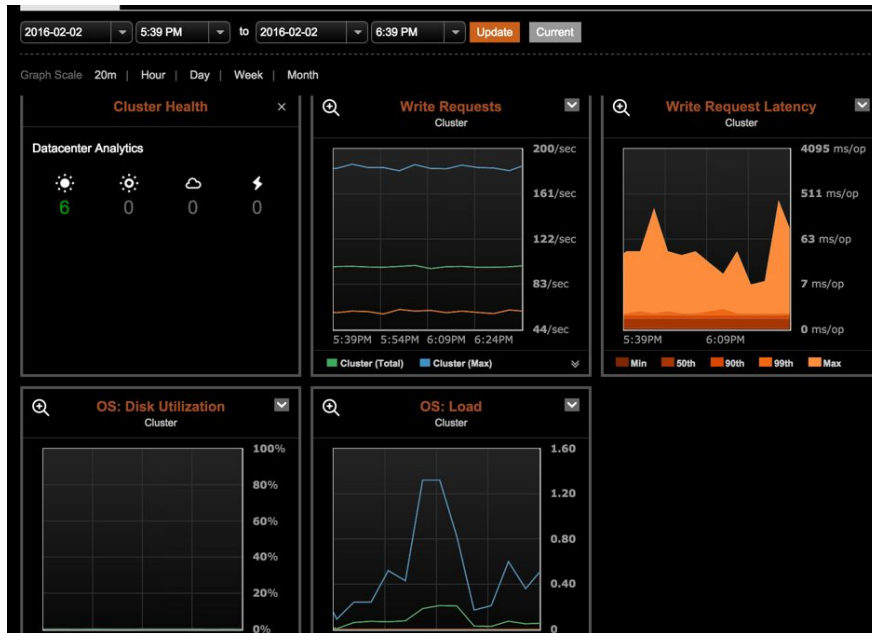 2016-02-02 5:39 PM to 2016-02-02 6:39 PM Update Current
Graph Scale 20m | Hour | Day | Week | Month
Cluster Health ×
Datacenter Analytics
6 0 0 0
Write Requests
Cluster
200/sec
161/sec
122/sec
83/sec
44/sec
5:39PM 5:54PM 6:09PM 6:24PM
Cluster (Total) Cluster (Max)
Write Request Latency
Cluster
4095 ms/op
511 ms/op
63 ms/op
7 ms/op
0 ms/op
5:39PM 6:09PM
Min 50th 90th 99th Max
OS: Disk Utilization
Cluster
100%
80%
60%
40%
20%
0%
OS: Load
Cluster
1.60
1.20
0.80
0.40
0